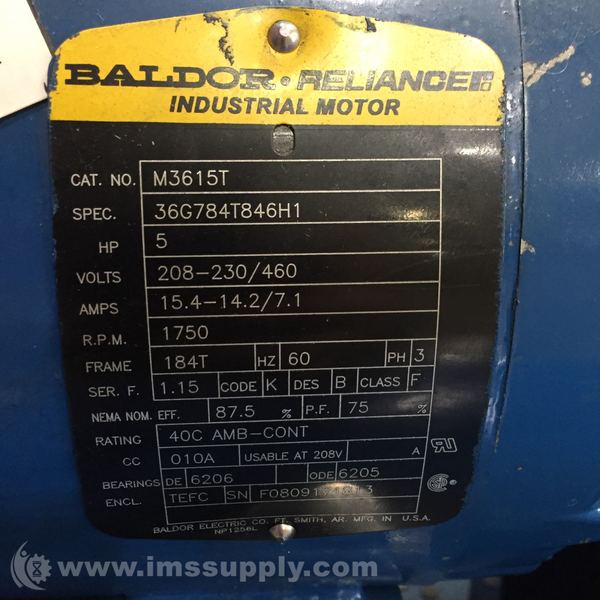 BALDOR • RELIANCE
INDUSTRIAL MOTOR
CAT. NO. M3615T
SPEC. 36G784T846H1
HP 5
VOLTS 208-230/460
AMPS 15.4-14.2/7.1
R.P.M. 1750
FRAME 184T HZ 60 PH 3
SER. F. 1.15 CODE K DES B CLASS F
NEMA NOM. EFF. 87.5 % P.F. 75 %
RATING 40C AMB-CONT
CC 010A USABLE AT 208V A
BEARINGS DE 6206 ODE 6205
ENCL. TEFC SN
BALDOR ELECTRIC CO. FT. SMITH, AR. MFG. IN U.S.A.
NP1256L
www.imssupply.com